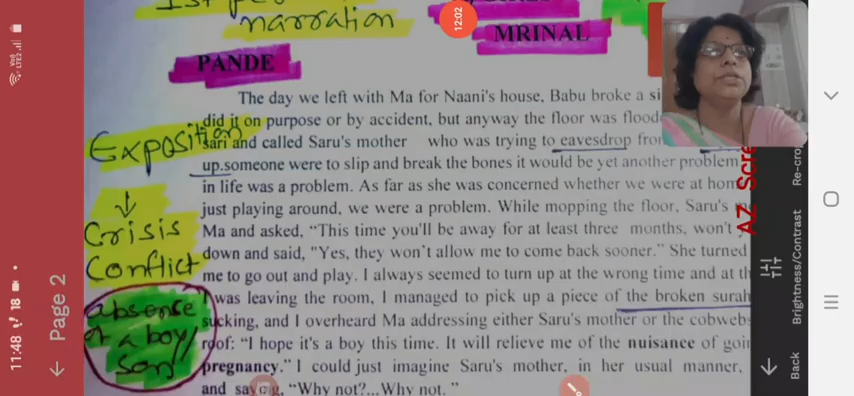 narration
MRINAL
PANDE
12:02
The day we left with Ma for Naani's house, Babu broke a
did it on purpose or by accident, but anyway the floor was
sari and called Saru's mother who was trying to eavesdrop
up.someone were to slip and break the bones it would be yet another problem
in life was a problem. As far as she was concerned whether we were at
just playing around, we were a problem. While mopping the floor, Saru's
Ma and asked, “This time you'll be away for at least three months, won't
down and said, "Yes, they won’t allow me to come back sooner.” She turned
me to go out and play. I always seemed to turn up at the wrong time and at
I was leaving the room, I managed to pick up a piece of the broken
sucking, and I overheard Ma addressing either Saru's mother or the
roof: “I hope it's a boy this time. It will relieve me of the nuisance of
pregnancy.” I could just imagine Saru's mother, in her usual manner,
and “Why not?...Why not. ”
Exposition
↓
Crisis
Conflict
absence
of a boy/
son
11:48
18
Page 2
AZ
Brightness/Contrast
Back